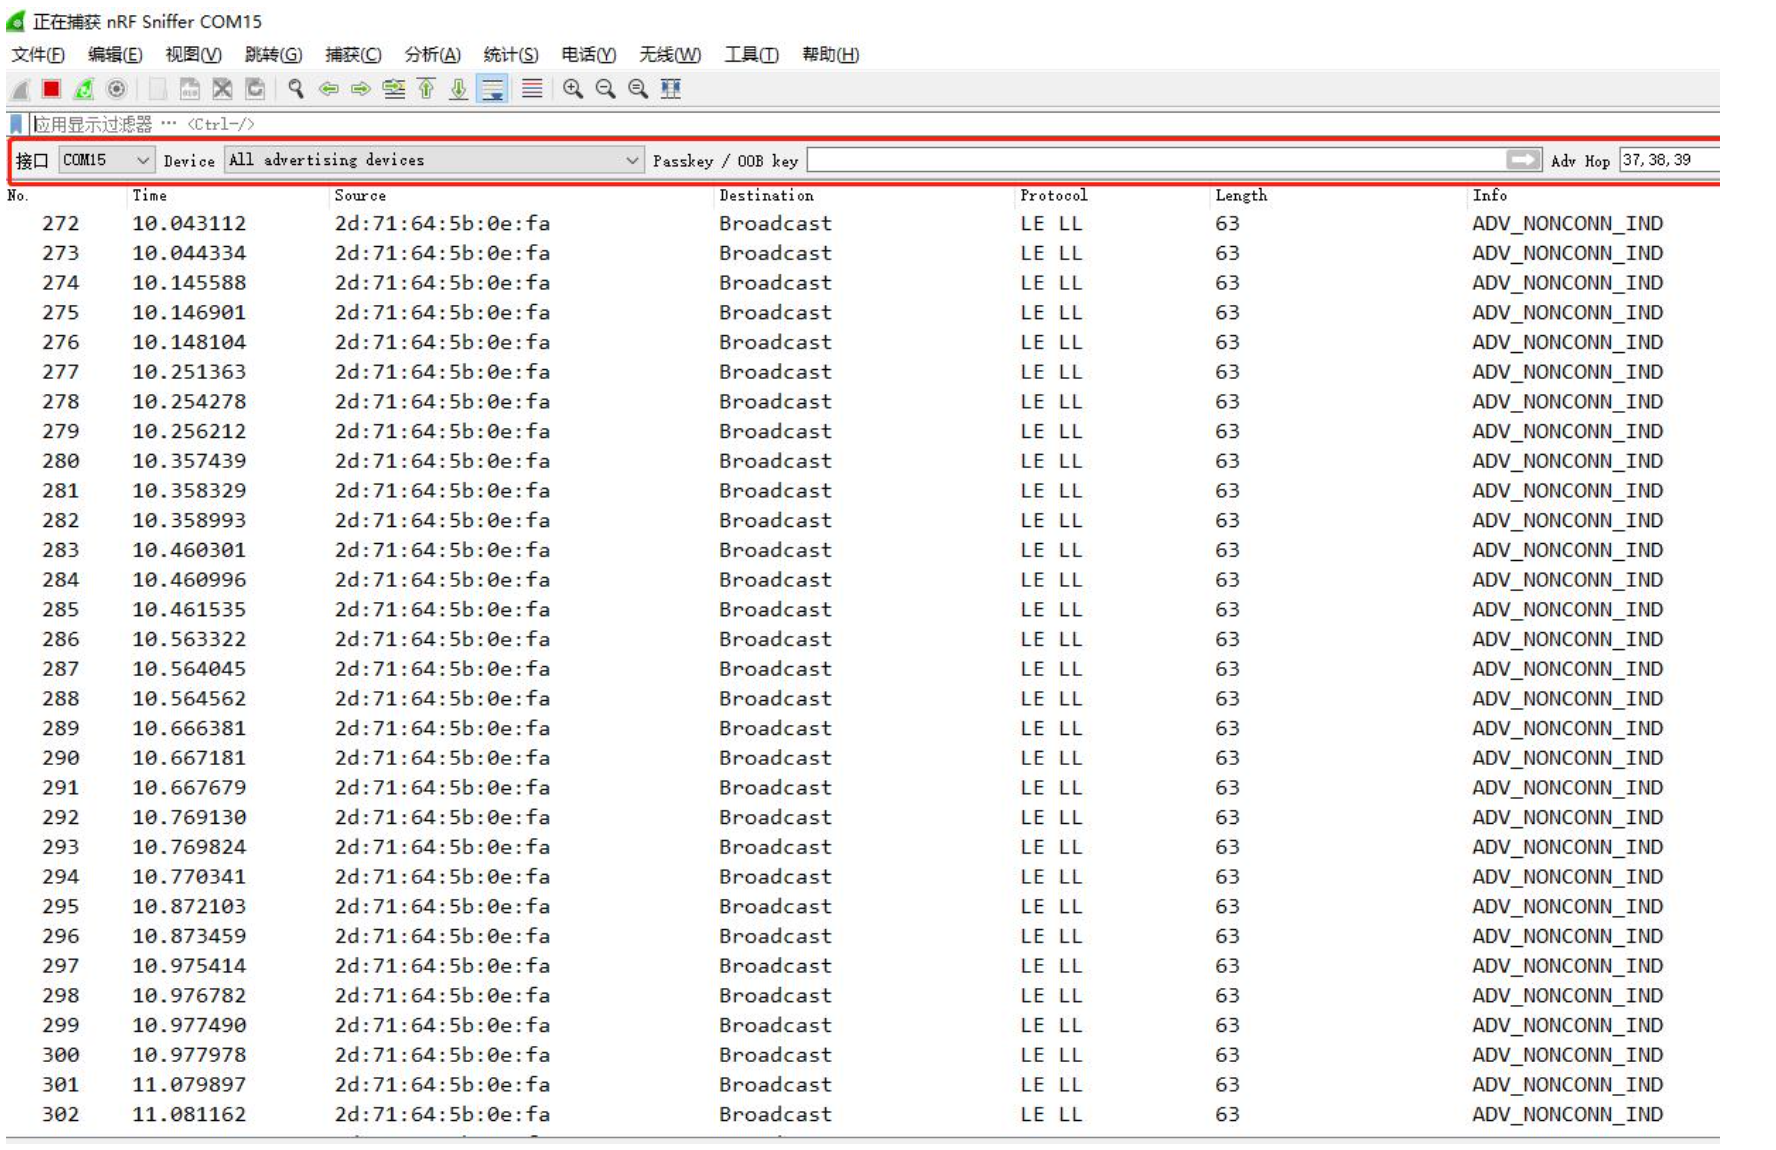 正在捕获 nRF Sniffer COM15
文件(F) 编辑(E) 视图(V) 跳转(G) 捕获(C) 分析(A) 统计(S) 电话(Y) 无线(W) 工具(T) 帮助(H)
应用显示过滤器 … <Ctrl-/>
接口 COM15 Device All advertising devices Passkey / OOB key Adv Hop 37,38,39
No. Time Source Destination Protocol Length Info
272 10.043112 2d:71:64:5b:0e:fa Broadcast LE LL 63 ADV_NONCONN_IND
273 10.044334 2d:71:64:5b:0e:fa Broadcast LE LL 63 ADV_NONCONN_IND
274 10.145588 2d:71:64:5b:0e:fa Broadcast LE LL 63 ADV_NONCONN_IND
275 10.146901 2d:71:64:5b:0e:fa Broadcast LE LL 63 ADV_NONCONN_IND
276 10.148104 2d:71:64:5b:0e:fa Broadcast LE LL 63 ADV_NONCONN_IND
277 10.251363 2d:71:64:5b:0e:fa Broadcast LE LL 63 ADV_NONCONN_IND
278 10.254278 2d:71:64:5b:0e:fa Broadcast LE LL 63 ADV_NONCONN_IND
279 10.256212 2d:71:64:5b:0e:fa Broadcast LE LL 63 ADV_NONCONN_IND
280 10.357439 2d:71:64:5b:0e:fa Broadcast LE LL 63 ADV_NONCONN_IND
281 10.358329 2d:71:64:5b:0e:fa Broadcast LE LL 63 ADV_NONCONN_IND
282 10.358993 2d:71:64:5b:0e:fa Broadcast LE LL 63 ADV_NONCONN_IND
283 10.460301 2d:71:64:5b:0e:fa Broadcast LE LL 63 ADV_NONCONN_IND
284 10.460996 2d:71:64:5b:0e:fa Broadcast LE LL 63 ADV_NONCONN_IND
285 10.461535 2d:71:64:5b:0e:fa Broadcast LE LL 63 ADV_NONCONN_IND
286 10.563322 2d:71:64:5b:0e:fa Broadcast LE LL 63 ADV_NONCONN_IND
287 10.564045 2d:71:64:5b:0e:fa Broadcast LE LL 63 ADV_NONCONN_IND
288 10.564562 2d:71:64:5b:0e:fa Broadcast LE LL 63 ADV_NONCONN_IND
289 10.666381 2d:71:64:5b:0e:fa Broadcast LE LL 63 ADV_NONCONN_IND
290 10.667181 2d:71:64:5b:0e:fa Broadcast LE LL 63 ADV_NONCONN_IND
291 10.667679 2d:71:64:5b:0e:fa Broadcast LE LL 63 ADV_NONCONN_IND
292 10.769130 2d:71:64:5b:0e:fa Broadcast LE LL 63 ADV_NONCONN_IND
293 10.769824 2d:71:64:5b:0e:fa Broadcast LE LL 63 ADV_NONCONN_IND
294 10.770341 2d:71:64:5b:0e:fa Broadcast LE LL 63 ADV_NONCONN_IND
295 10.872103 2d:71:64:5b:0e:fa Broadcast LE LL 63 ADV_NONCONN_IND
296 10.873459 2d:71:64:5b:0e:fa Broadcast LE LL 63 ADV_NONCONN_IND
297 10.975414 2d:71:64:5b:0e:fa Broadcast LE LL 63 ADV_NONCONN_IND
298 10.976782 2d:71:64:5b:0e:fa Broadcast LE LL 63 ADV_NONCONN_IND
299 10.977490 2d:71:64:5b:0e:fa Broadcast LE LL 63 ADV_NONCONN_IND
300 10.977978 2d:71:64:5b:0e:fa Broadcast LE LL 63 ADV_NONCONN_IND
301 11.079897 2d:71:64:5b:0e:fa Broadcast LE LL 63 ADV_NONCONN_IND
302 11.081162 2d:71:64:5b:0e:fa Broadcast LE LL 63 ADV_NONCONN_IND